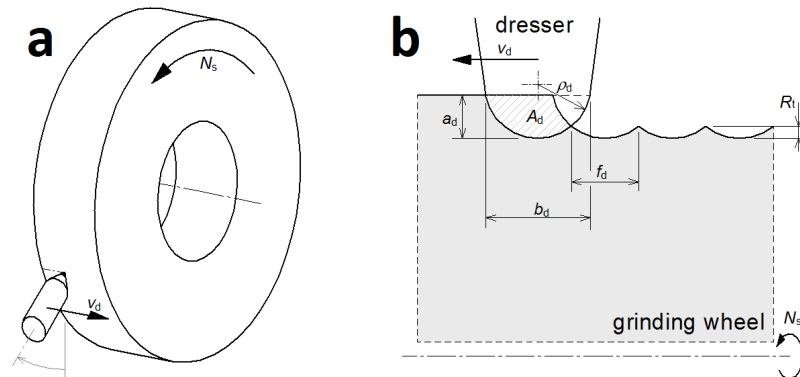 a
N_s
v_d
b
dresser
v_d
ρ_d
R_t
a_d
A_d
f_d
b_d
grinding wheel
N_s